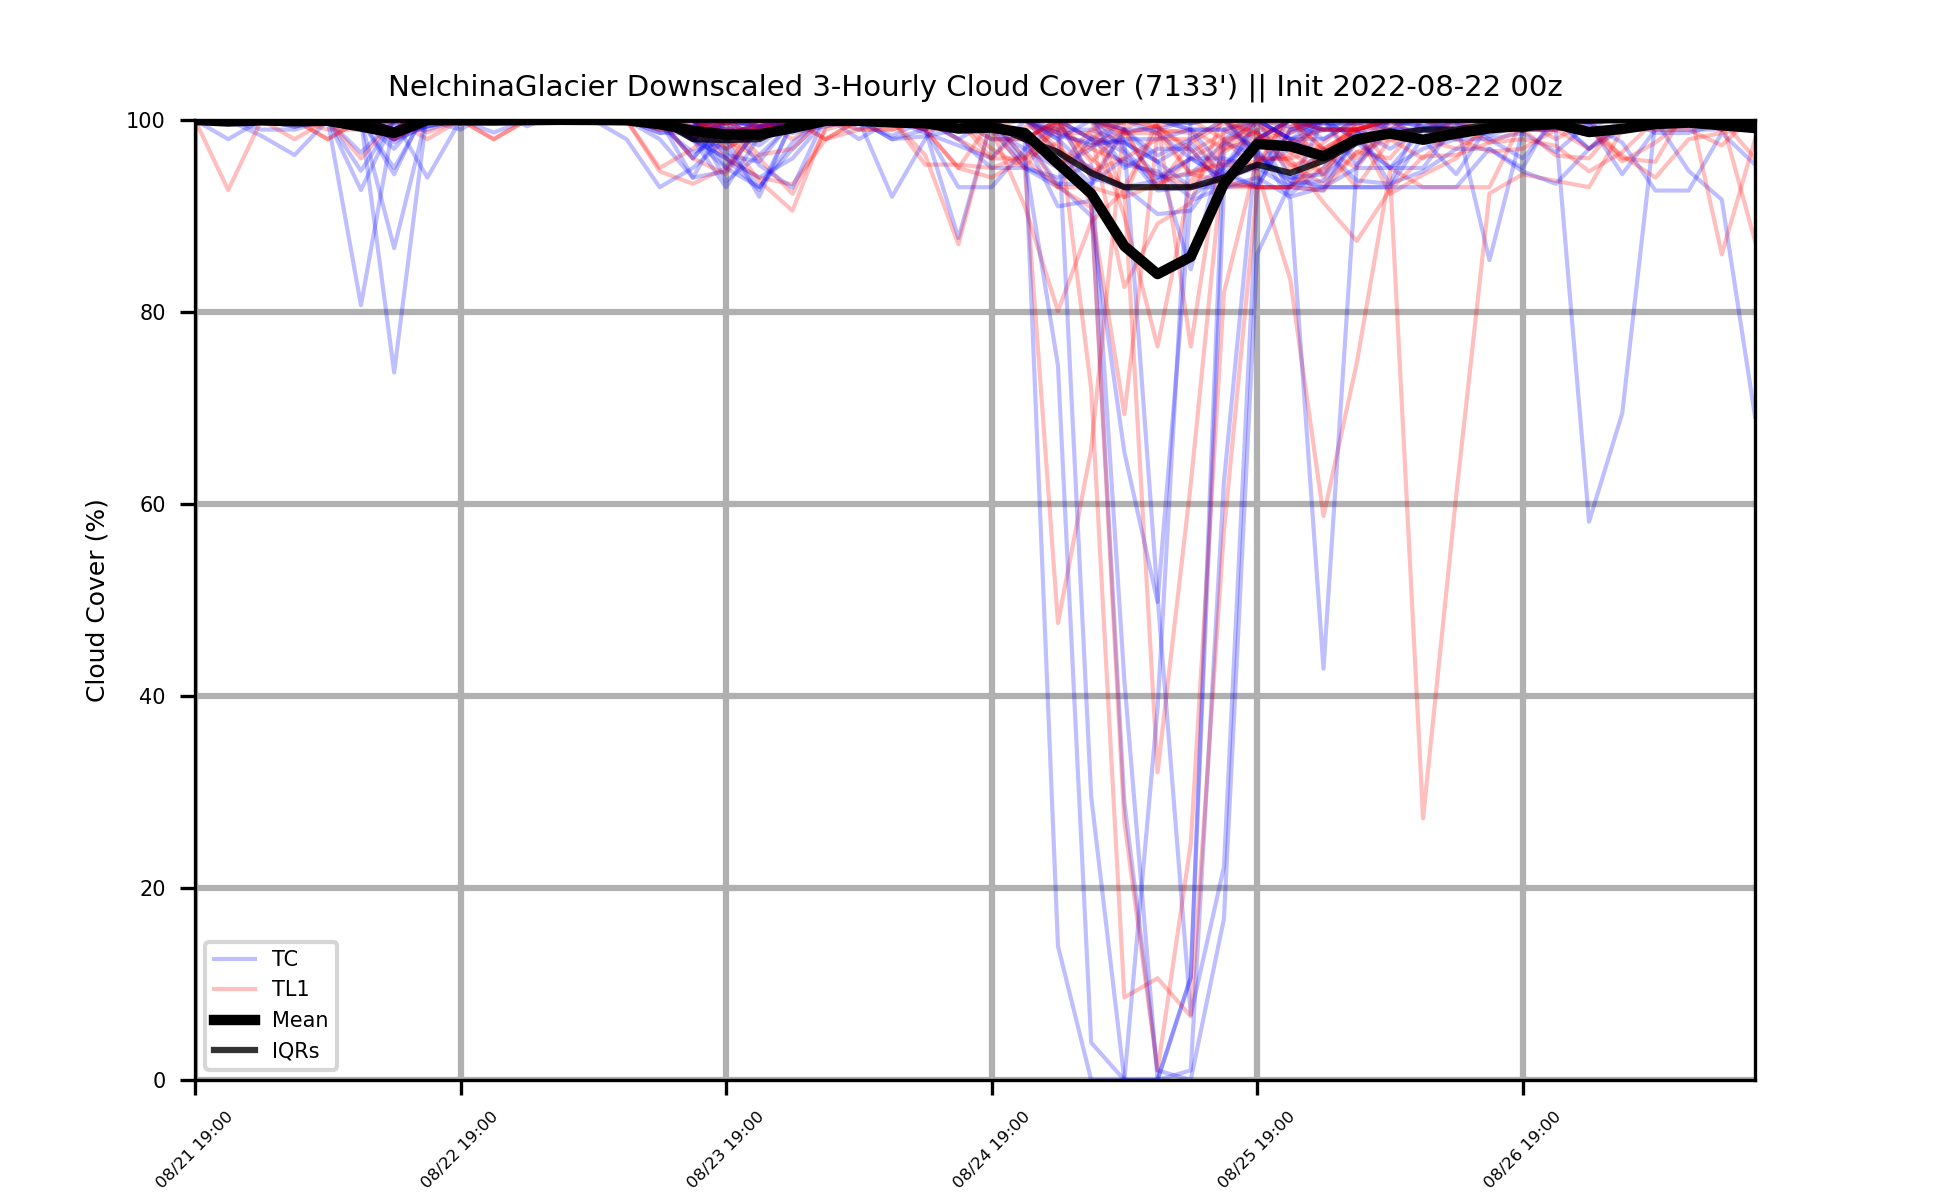 NelchinaGlacier Downscaled 3-Hourly Cloud Cover (7133') || Init 2022-08-22 00z
Cloud Cover (%)
100
80
60
40
20
0
TC
TL1
Mean
IQRs
08/21 19:00
08/22 19:00
08/23 19:00
08/24 19:00
08/25 19:00
08/26 19:00